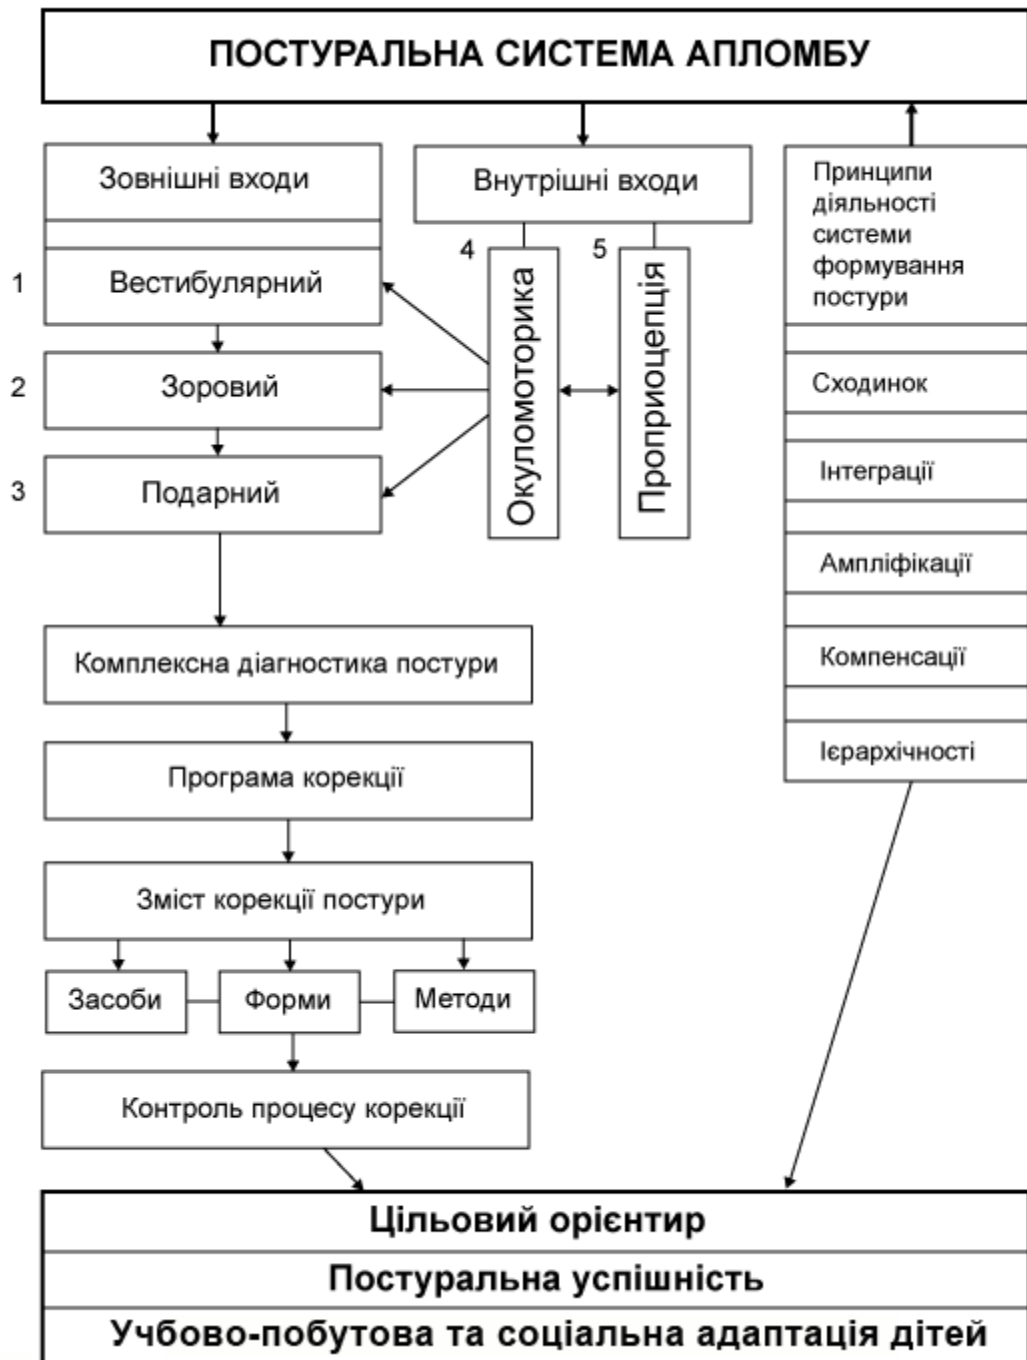 ПОСТУРАЛЬНА СИСТЕМА АПЛОМБУ
Зовнішні входи
Внутрішні входи
Принципи
діяльності
системи
формування
постури
4
5
1
Вестибулярний
Окуломоторика
Проприоцепція
2
Зоровий
Сходинок
3
Подарний
Інтеграції
Ампліфікації
Комплексна діагностика постури
Компенсації
Програма корекції
Ієрархічності
Зміст корекції постури
Засоби
Форми
Методи
Контроль процесу корекції
Цільовий орієнтир
Постуральна успішність
Учбово-побутова та соціальна адаптація дітей